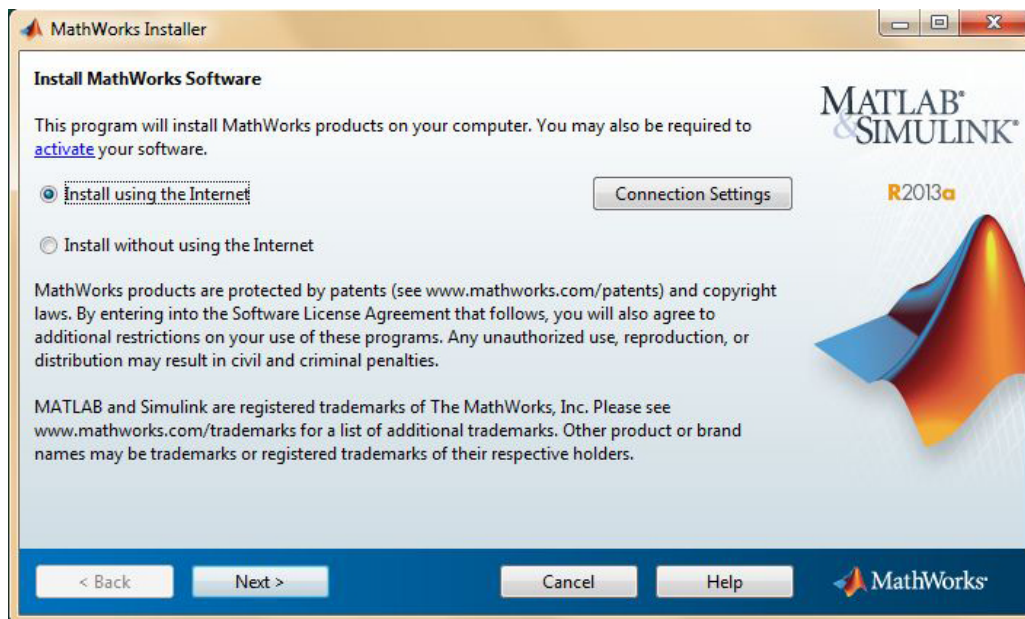 MathWorks Installer
Install MathWorks Software
This program will install MathWorks products on your computer. You may also be required to
activate your software.
Install using the Internet
Connection Settings
Install without using the Internet
MathWorks products are protected by patents (see www.mathworks.com/patents) and copyright
laws. By entering into the Software License Agreement that follows, you will also agree to
additional restrictions on your use of these programs. Any unauthorized use, reproduction, or
distribution may result in civil and criminal penalties.
MATLAB and Simulink are registered trademarks of The MathWorks, Inc. Please see
www.mathworks.com/trademarks for a list of additional trademarks. Other product or brand
names may be trademarks or registered trademarks of their respective holders.
MATLAB®
&SIMULINK®
R2013a
< Back
Next >
Cancel
Help
MathWorks®